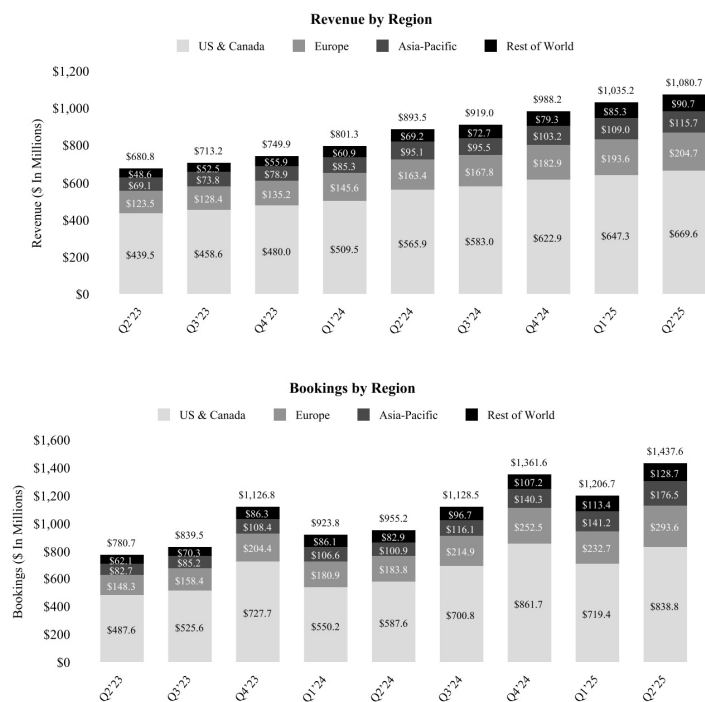 Revenue by Region
US & Canada Europe Asia-Pacific Rest of World
Revenue ($ In Millions)
$1,200
$1,000
$800
$600
$400
$200
$0
$680.8 $713.2 $749.9 $801.3 $893.5 $919.0 $988.2 $1,035.2 $1,080.7
$48.6 $52.5 $55.9 $60.9 $69.2 $72.7 $79.3 $85.3 $90.7
$69.1 $73.8 $78.9 $85.3 $95.1 $95.5 $103.2 $109.0 $115.7
$123.5 $128.4 $135.2 $145.6 $163.4 $167.8 $182.9 $193.6 $204.7
$439.5 $458.6 $480.0 $509.5 $565.9 $583.0 $622.9 $647.3 $669.6
Q2'23 Q3'23 Q4'23 Q1'24 Q2'24 Q3'24 Q4'24 Q1'25 Q2'25
Bookings by Region
US & Canada Europe Asia-Pacific Rest of World
Bookings ($ In Millions)
$1,600
$1,400
$1,200
$1,000
$800
$600
$400
$200
$0
$780.7 $839.5 $1,126.8 $923.8 $955.2 $1,128.5 $1,361.6 $1,206.7 $1,437.6
$62.1 $70.3 $86.3 $86.1 $82.9 $96.7 $107.2 $113.4 $128.7
$82.7 $85.2 $108.4 $106.6 $100.9 $116.1 $140.3 $141.2 $176.5
$148.3 $158.4 $204.4 $180.9 $183.8 $214.9 $252.5 $232.7 $293.6
$487.6 $525.6 $727.7 $550.2 $587.6 $700.8 $861.7 $719.4 $838.8
Q2'23 Q3'23 Q4'23 Q1'24 Q2'24 Q3'24 Q4'24 Q1'25 Q2'25